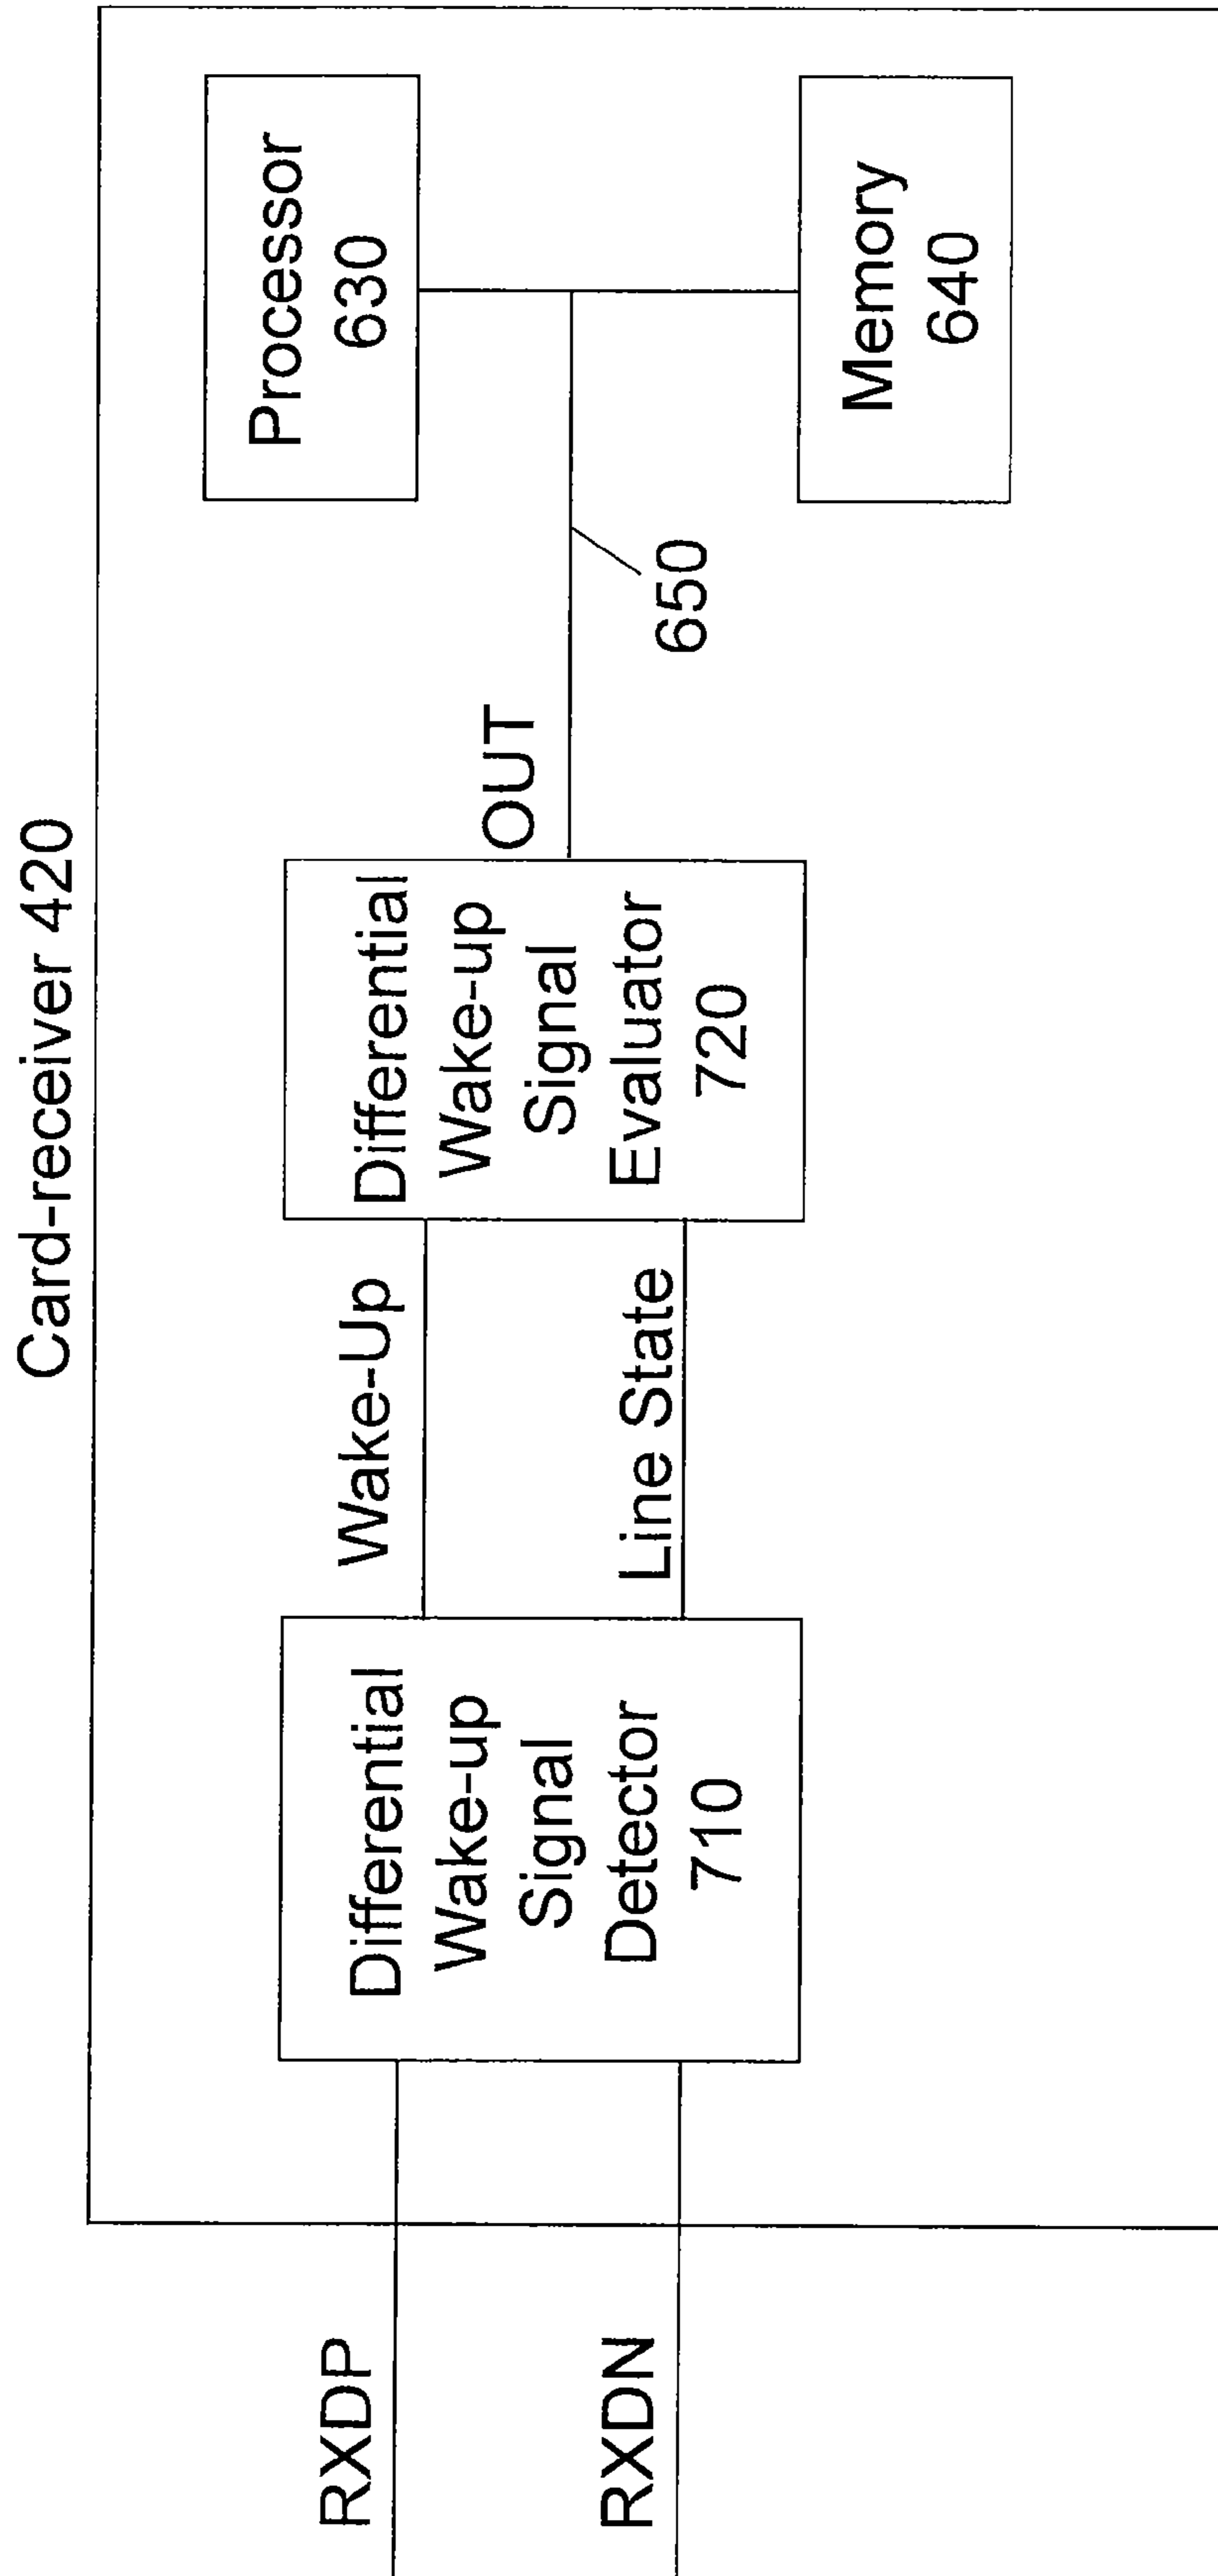 Card-receiver 420
RXDP
RXDN
Differential
Wake-up
Signal
Detector
710
Wake-Up
Line State
Differential
Wake-up
Signal
Evaluator
720
OUT
650
Processor
630
Memory
640